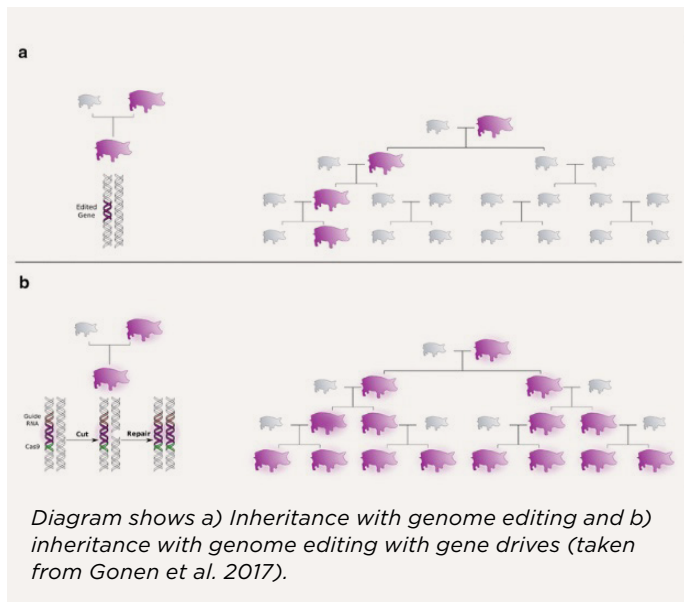 a
Edited
Gene
b
Guide
RNA
Cas9
Cut
Repair
Diagram shows a) Inheritance with genome editing and b)
inheritance with genome editing with gene drives (taken
from Gonen et al. 2017).